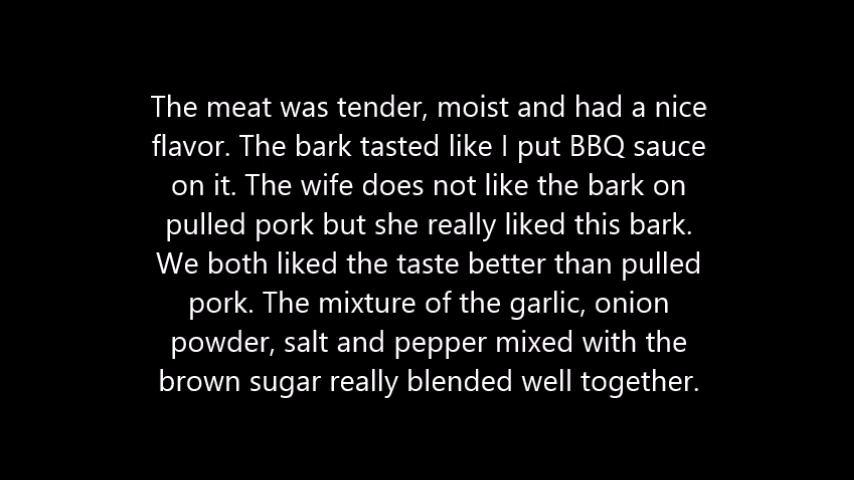 The meat was tender, moist and had a nice
flavor. The bark tasted like I put BBQ sauce
on it. The wife does not like the bark on
pulled pork but she really liked this bark.
We both liked the taste better than pulled
pork. The mixture of the garlic, onion
powder, salt and pepper mixed with the
brown sugar really blended well together.